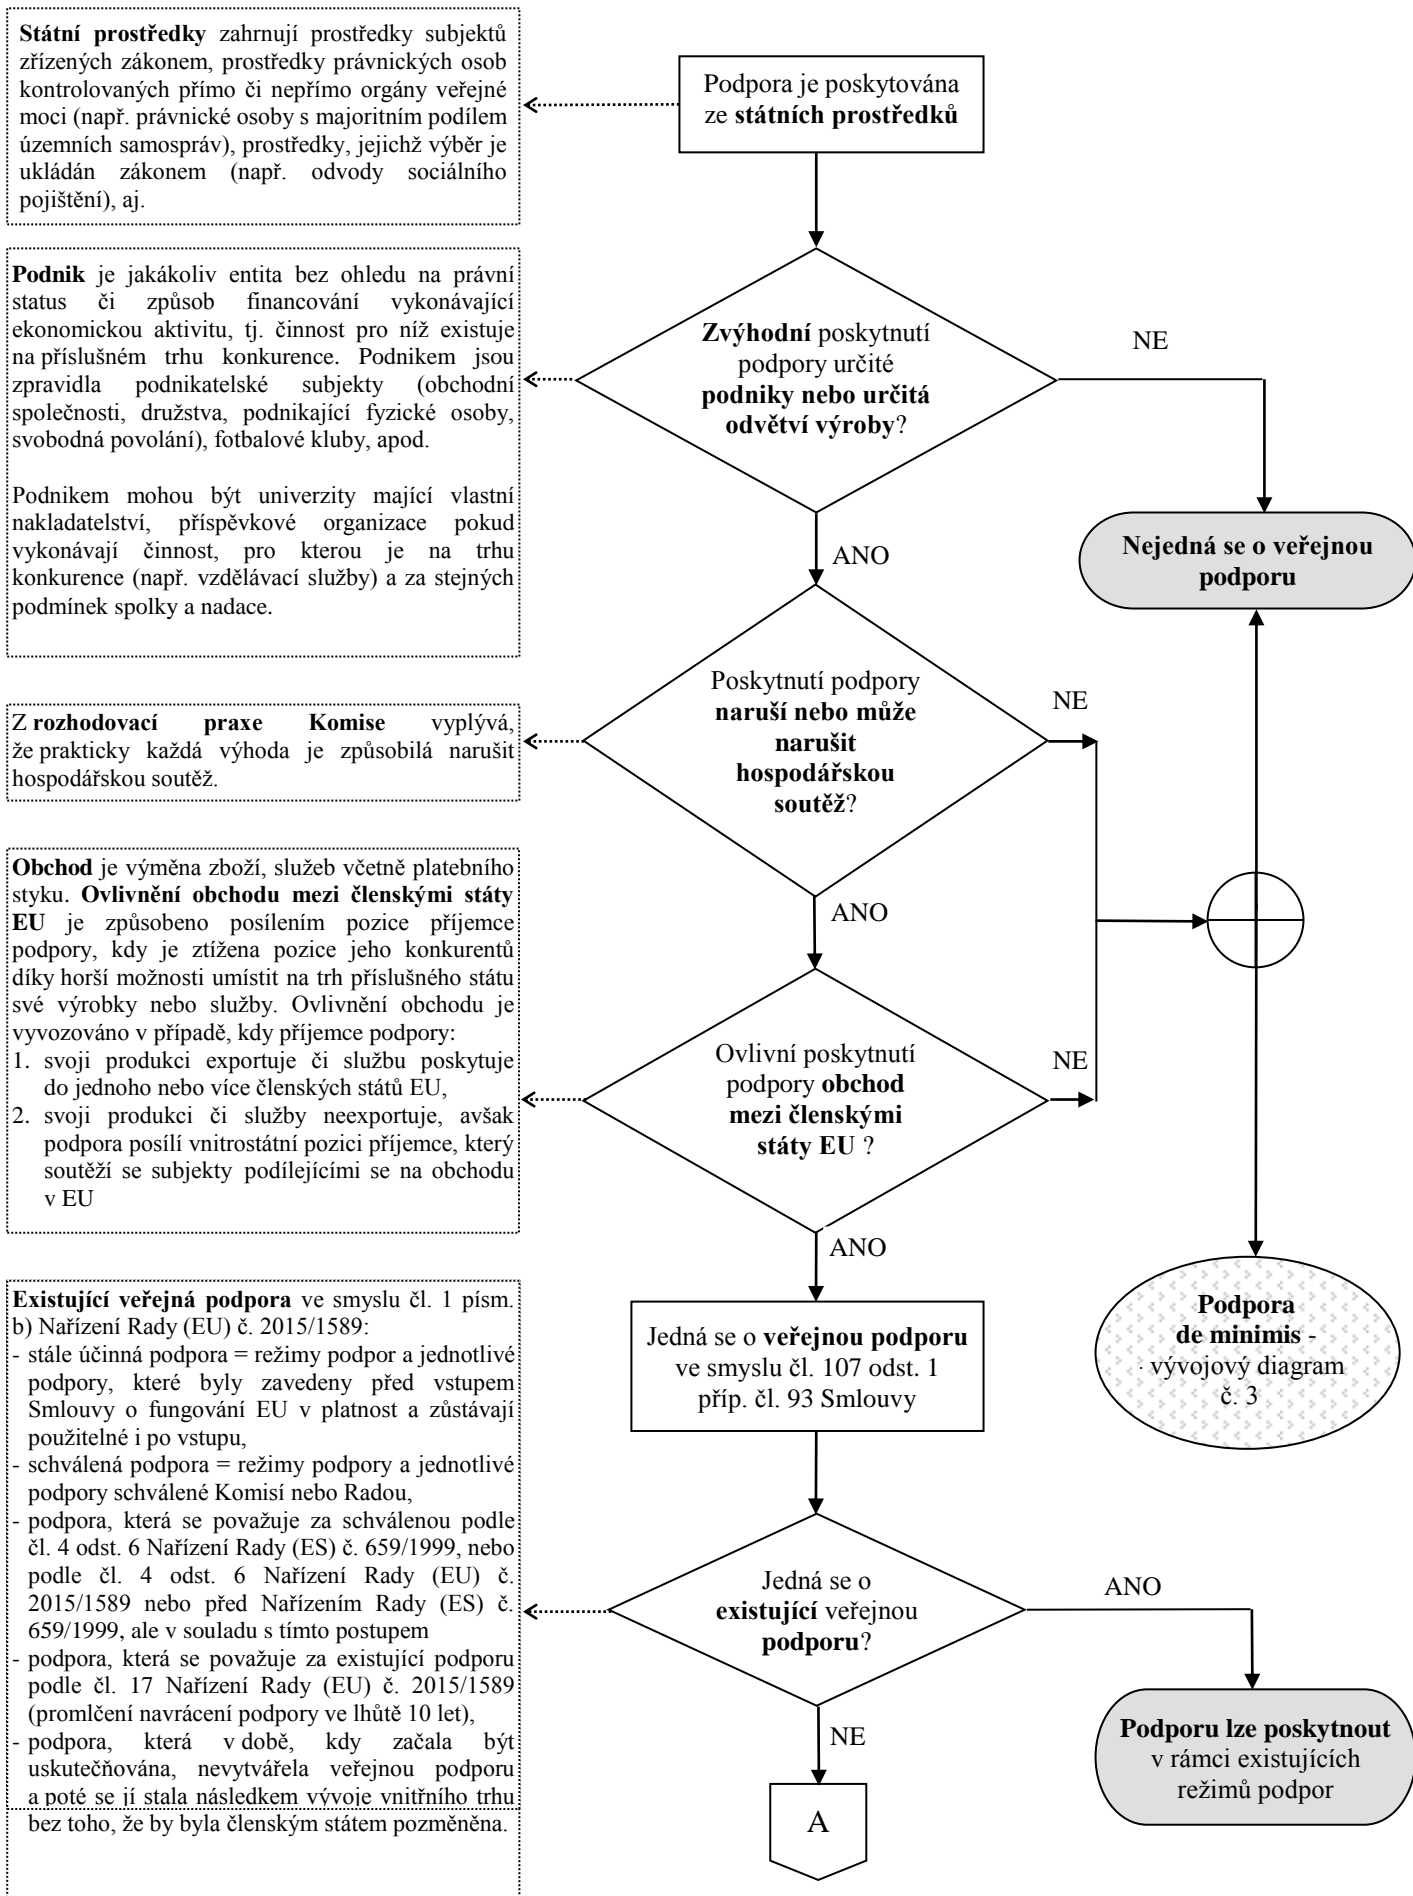 Státní prostředky zahrnují prostředky subjektů
zřízených zákonem, prostředky právnických osob
kontrolovaných přímo či nepřímo orgány veřejné
moci (např. právnické osoby s majoritním podílem
územních samospráv), prostředky, jejichž výběr je
ukládán zákonem (např. odvody sociálního
pojištění), aj.
Podpora je poskytována
ze státních prostředků
Podnik je jakákoliv entita bez ohledu na právní
status či způsob financování vykonávající
ekonomickou aktivitu, tj. činnost pro níž existuje
na příslušném trhu konkurence. Podnikem jsou
zpravidla podnikatelské subjekty (obchodní
společnosti, družstva, podnikající fyzické osoby,
svobodná povolání), fotbalové kluby, apod.
Podnikem mohou být univerzity mající vlastní
nakladatelství, příspěvkové organizace pokud
vykonávají činnost, pro kterou je na trhu
konkurence (např. vzdělávací služby) a za stejných
podmínek spolky a nadace.
Zvýhodní poskytnutí
podpory určité
podniky nebo určitá
odvětví výroby?
NE
ANO
Nejedná se o veřejnou
podporu
Z rozhodovací praxe Komise vyplývá,
že prakticky každá výhoda je způsobilá narušit
hospodářskou soutěž.
Poskytnutí podpory
naruší nebo může
narušit
hospodářskou
soutěž?
NE
ANO
Obchod je výměna zboží, služeb včetně platebního
styku. Ovlivnění obchodu mezi členskými státy
EU je způsobeno posílením pozice příjemce
podpory, kdy je ztížena pozice jeho konkurentů
díky horší možnosti umístit na trh příslušného státu
své výrobky nebo služby. Ovlivnění obchodu je
vyvozováno v případě, kdy příjemce podpory:
1. svoji produkci exportuje či službu poskytuje
do jednoho nebo více členských států EU,
2. svoji produkci či služby neexportuje, avšak
podpora posílí vnitrostátní pozici příjemce, který
soutěží se subjekty podílejícími se na obchodu
v EU
Ovlivní poskytnutí
podpory obchod
mezi členskými
státy EU ?
NE
ANO
Podpora
de minimis -
- vývojový diagram
č. 3
Jedná se o veřejnou podporu
ve smyslu čl. 107 odst. 1
příp. čl. 93 Smlouvy
Existující veřejná podpora ve smyslu čl. 1 písm.
b) Nařízení Rady (EU) č. 2015/1589:
- stále účinná podpora = režimy podpor a jednotlivé
podpory, které byly zavedeny před vstupem
Smlouvy o fungování EU v platnost a zůstávají
použitelné i po vstupu,
- schválená podpora = režimy podpory a jednotlivé
podpory schválené Komisí nebo Radou,
- podpora, která se považuje za schválenou podle
čl. 4 odst. 6 Nařízení Rady (ES) č. 659/1999, nebo
podle čl. 4 odst. 6 Nařízení Rady (EU) č.
2015/1589 nebo před Nařízením Rady (ES) č.
659/1999, ale v souladu s tímto postupem
- podpora, která se považuje za existující podporu
podle čl. 17 Nařízení Rady (EU) č. 2015/1589
(promlčení navrácení podpory ve lhůtě 10 let),
- podpora, která v době, kdy začala být
uskutečňována, nevytvářela veřejnou podporu
a poté se jí stala následkem vývoje vnitřního trhu
bez toho, že by byla členským státem pozměněna.
Jedná se o
existující veřejnou
podporu?
ANO
NE
Podporu lze poskytnout
v rámci existujících
režimů podpor
A